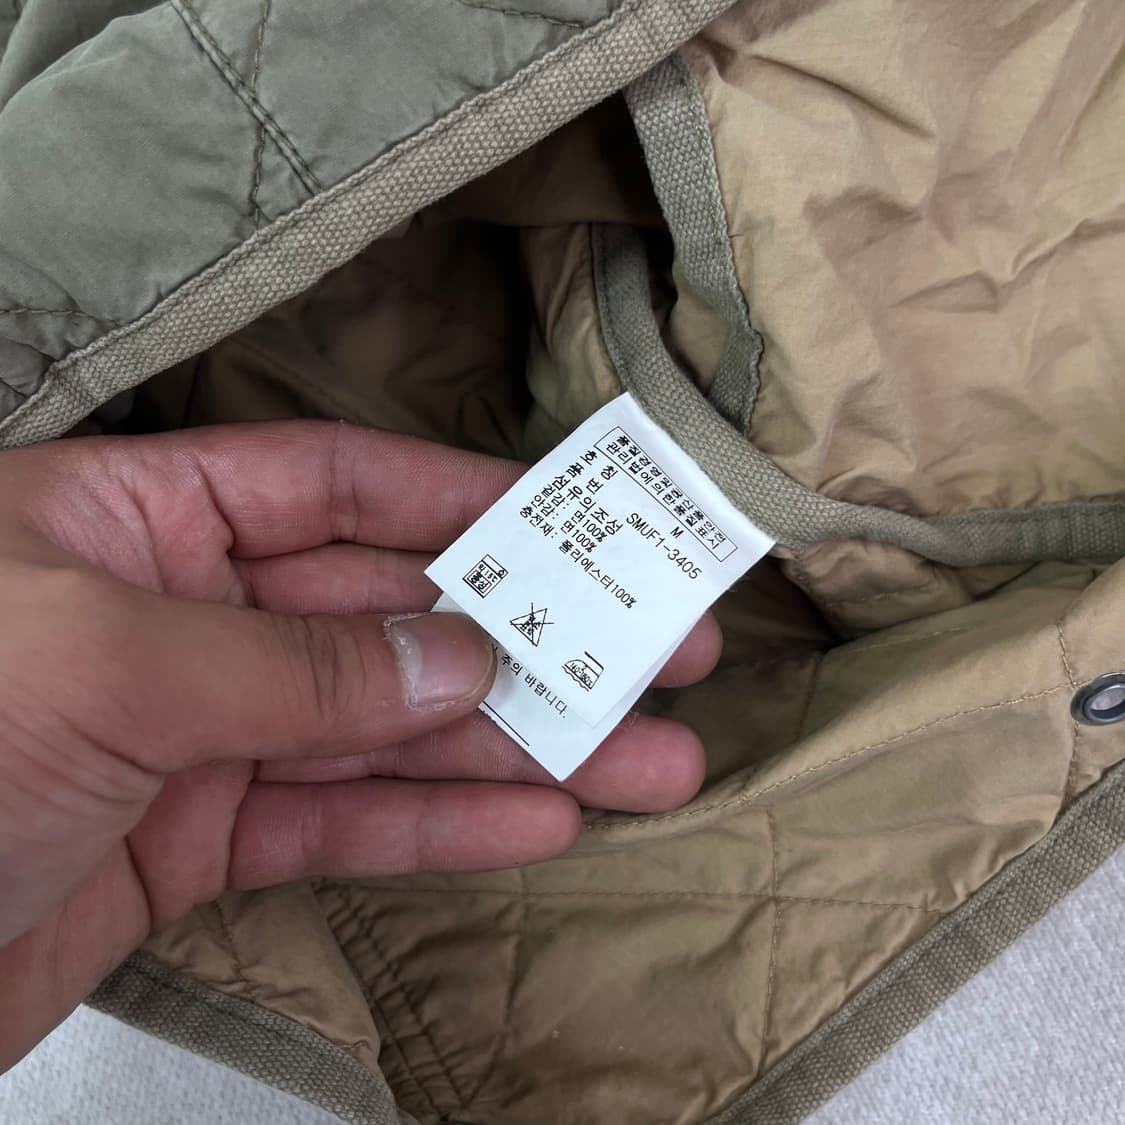 품질경영및공산품안전
관리법에의한품질표시
호 칭 M
품 번 SMUF1-3405
섬유의조성
겉감: 면100%
안감: 면100%
충전재: 폴리에스터100%
주의 바랍니다.